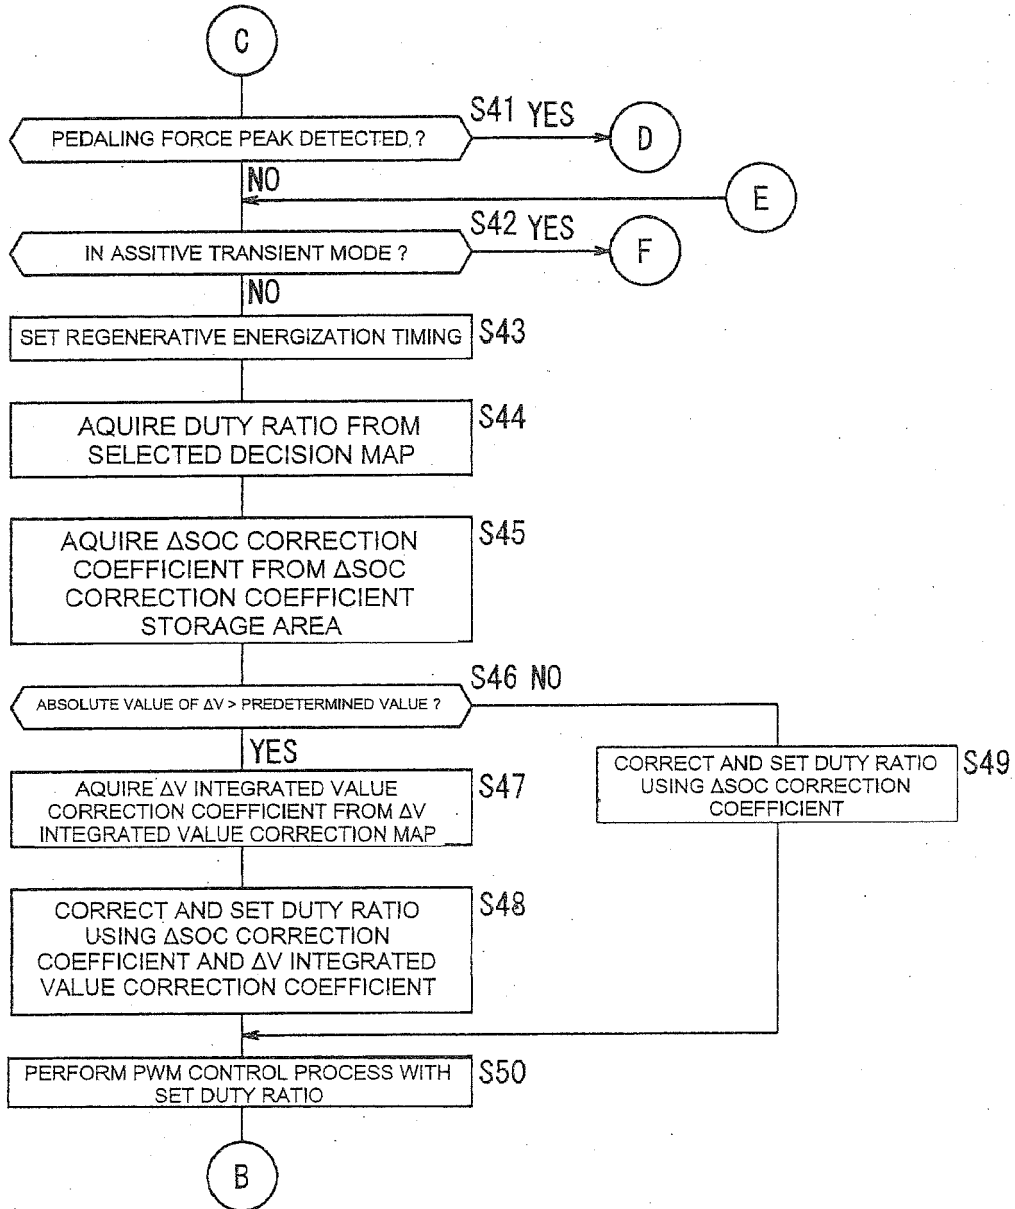 C
S41 YES
PEDALING FORCE PEAK DETECTED ?
D
NO
E
S42 YES
IN ASSITIVE TRANSIENT MODE ?
F
NO
SET REGENERATIVE ENERGIZATION TIMING
S43
AQUIRE DUTY RATIO FROM
SELECTED DECISION MAP
S44
AQUIRE ΔSOC CORRECTION
COEFFICIENT FROM ΔSOC
CORRECTION COEFFICIENT
STORAGE AREA
S45
S46 NO
ABSOLUTE VALUE OF ΔV > PREDETERMINED VALUE ?
YES
AQUIRE ΔV INTEGRATED VALUE
CORRECTION COEFFICIENT FROM ΔV
INTEGRATED VALUE CORRECTION MAP
S47
CORRECT AND SET DUTY RATIO
USING ΔSOC CORRECTION
COEFFICIENT
S49
CORRECT AND SET DUTY RATIO
USING ΔSOC CORRECTION
COEFFICIENT AND ΔV INTEGRATED
VALUE CORRECTION COEFFICIENT
S48
PERFORM PWM CONTROL PROCESS WITH
SET DUTY RATIO
S50
B